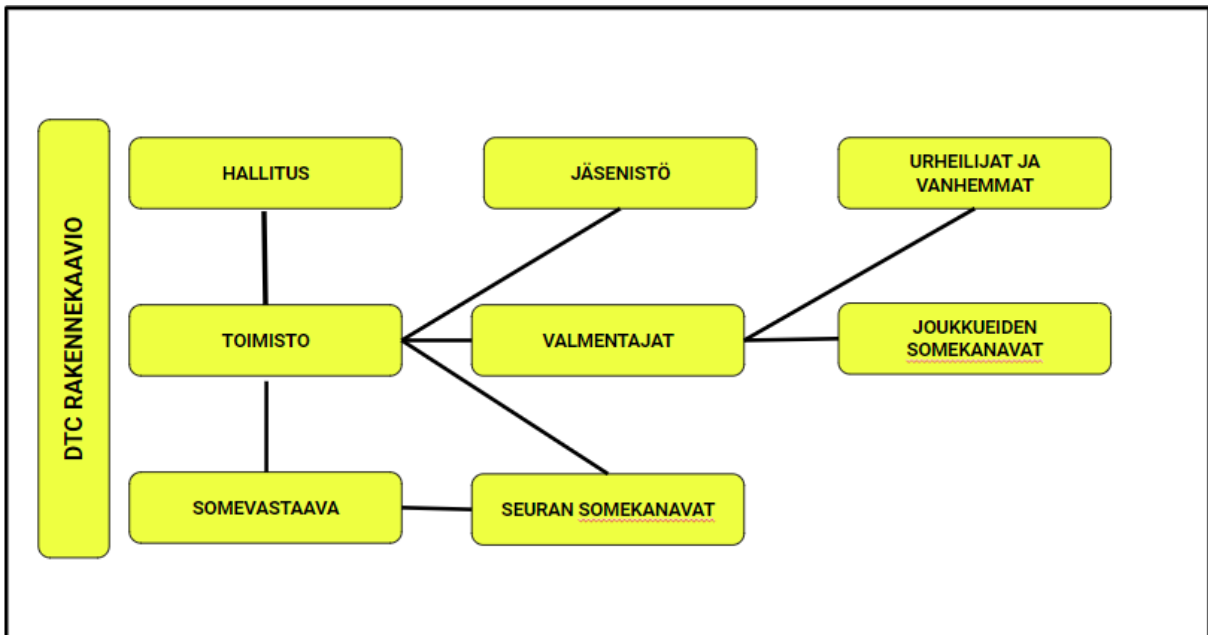 DTC RAKENNEKAAVIO
HALLITUS
JÄSENISTÖ
URHEILIJAT JA
VANHEMMAT
TOIMISTO
VALMENTAJAT
JOUKKUEIDEN
SOMEKANAVAT
SOMEVASTAAVA
SEURAN SOMEKANAVAT